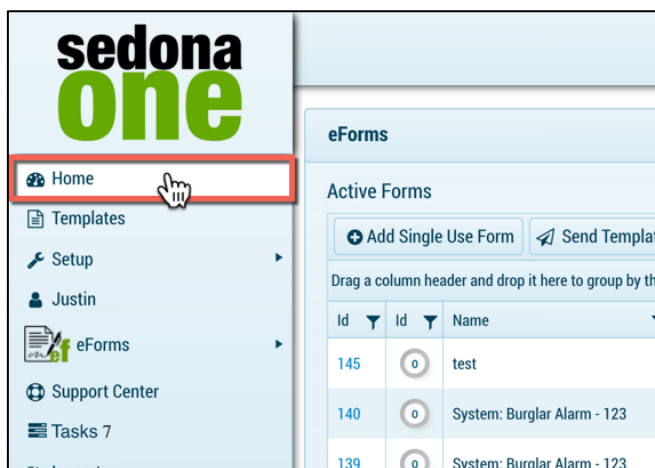 sedona
one
Home
Templates
Setup
Justin
eForms
Support Center
Tasks 7
eForms
Active Forms
Add Single Use Form
Send Templat
Drag a column header and drop it here to group by th
Id Id Name
145 0 test
140 0 System: Burglar Alarm - 123
139 0 System: Burglar Alarm - 123